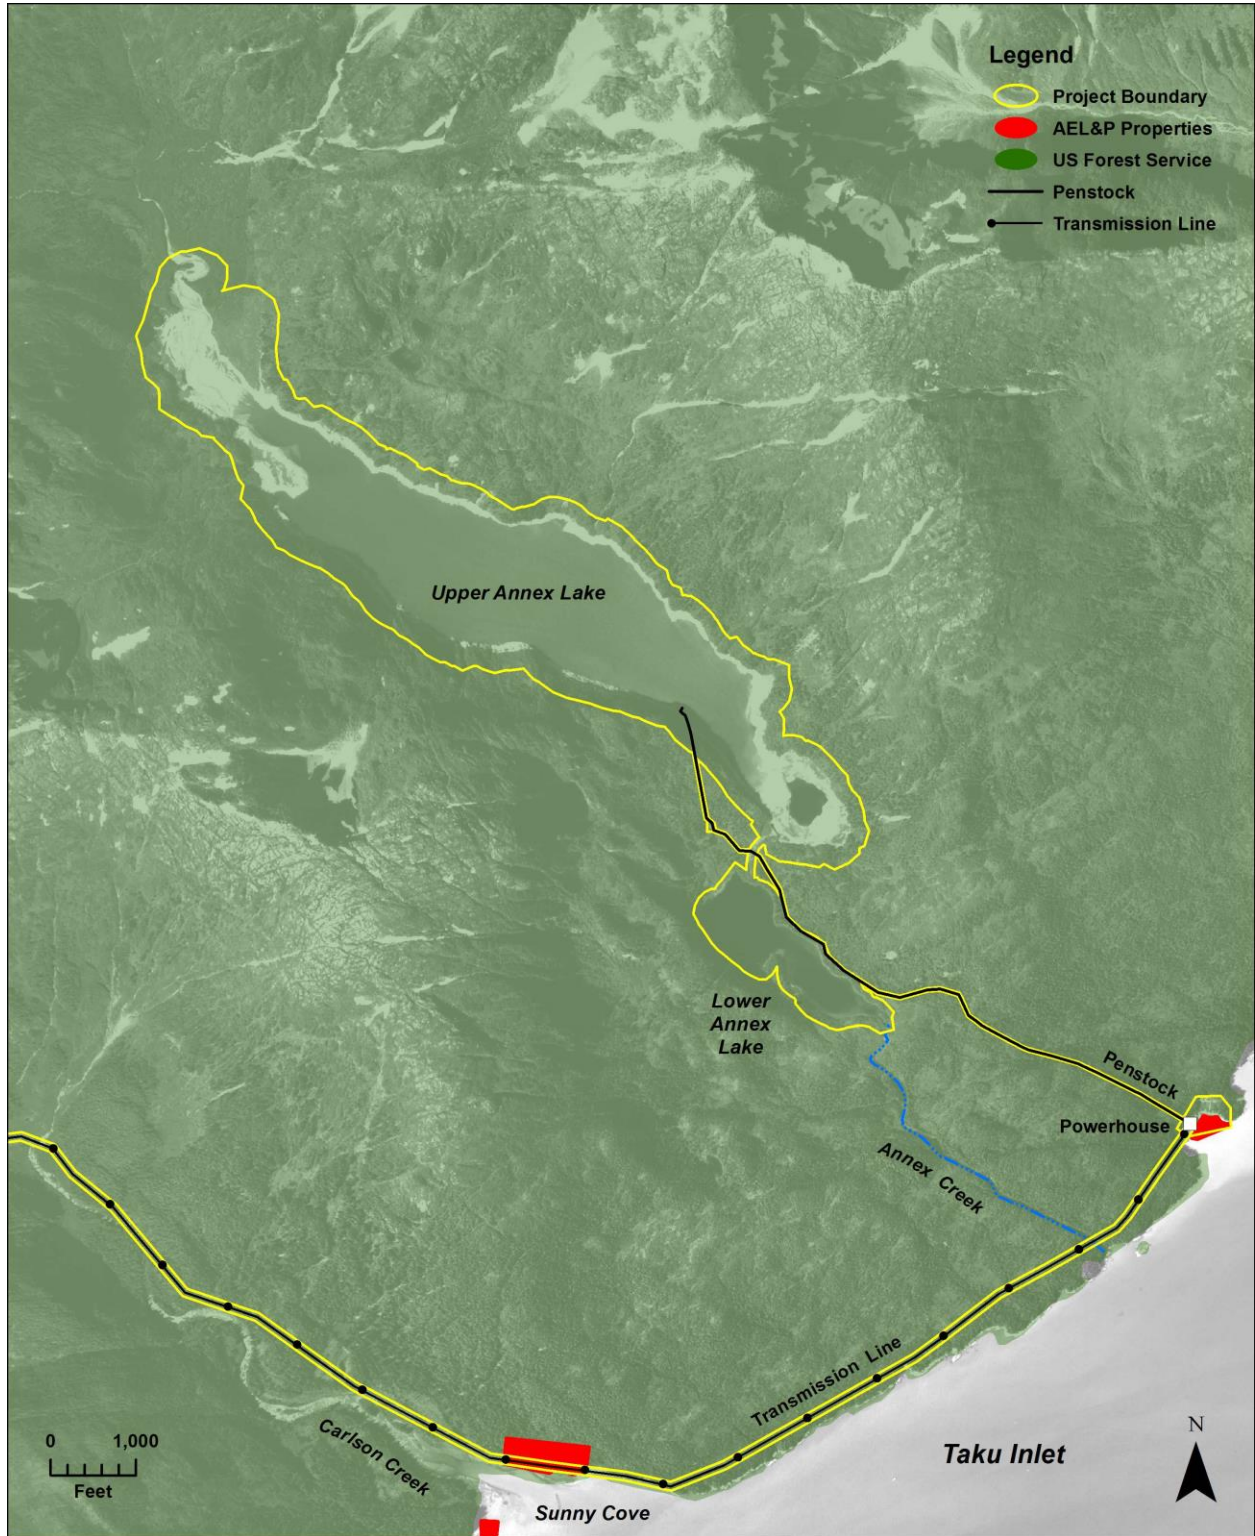 Legend
Project Boundary
AEL&P Properties
US Forest Service
Penstock
Transmission Line
Upper Annex Lake
Lower
Annex
Lake
Penstock
Powerhouse
Annex Creek
Transmission Line
Carlson Creek
Sunny Cove
Taku Inlet
N
0 1,000
Feet